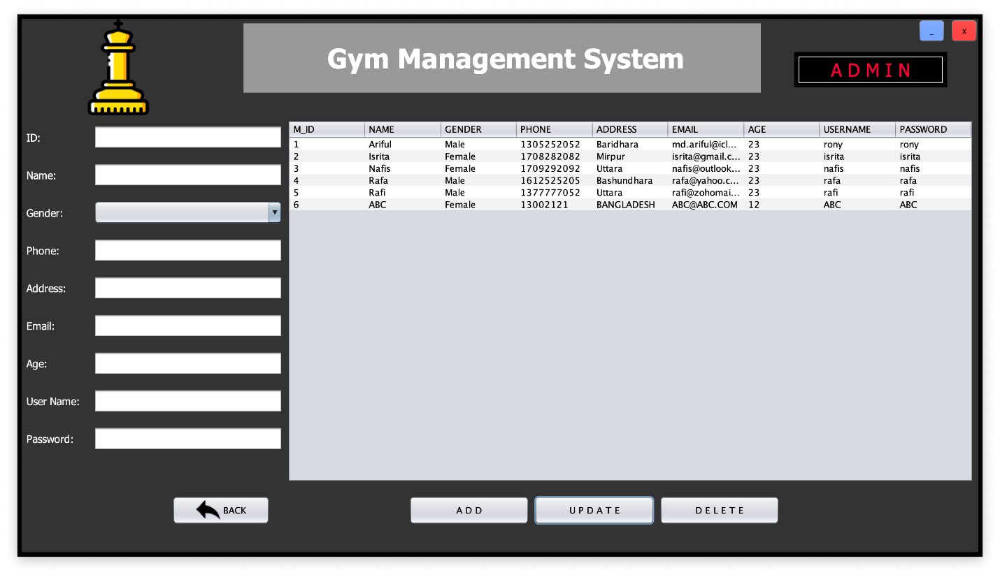 _ x
Gym Management System
ADMIN
ID:
Name:
Gender:
Phone:
Address:
Email:
Age:
User Name:
Password:
M_ID NAME GENDER PHONE ADDRESS EMAIL AGE USERNAME PASSWORD
1 Ariful Male 1305252052 Baridhara md.ariful@icl... 23 rony rony
2 Isrita Female 1708282082 Mirpur isrita@gmail.c... 23 isrita isrita
3 Nafis Female 1709292092 Uttara nafis@outlook... 23 nafis nafis
4 Rafa Male 1612525205 Bashundhara rafa@yahoo.c... 23 rafa rafa
5 Rafi Male 1377777052 Uttara rafi@zohomai... 23 rafi rafi
6 ABC Female 13002121 BANGLADESH ABC@ABC.COM 12 ABC ABC
BACK ADD UPDATE DELETE